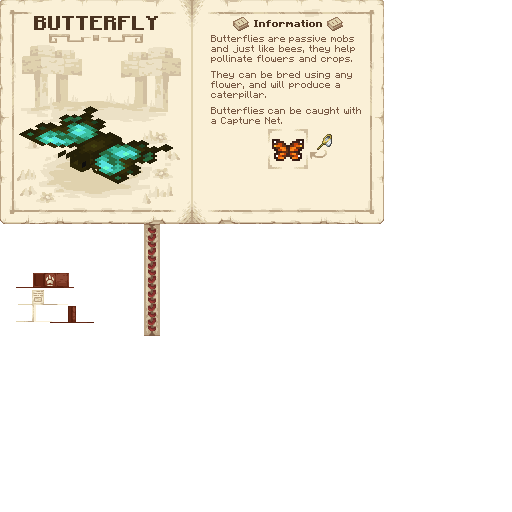 BUTTERFLY
Information
Butterflies are passive mobs
and just like bees, they help
pollinate flowers and crops.
They can be bred using any
flower, and will produce a
caterpillar.
Butterflies can be caught with
a Capture Net.